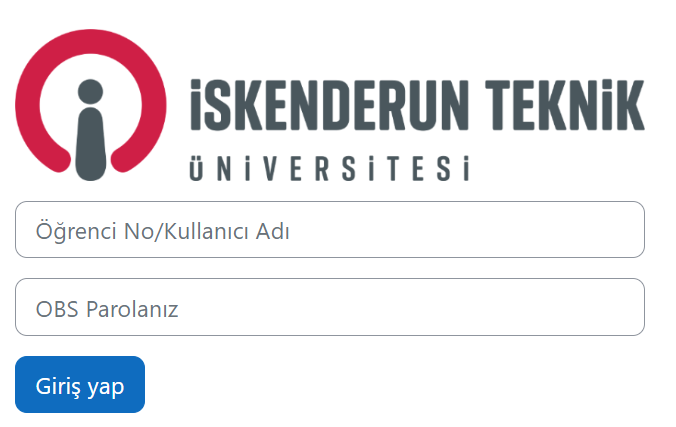 İSKENDERUN TEKNİK
ÜNİVERSİTESİ
Öğrenci No/Kullanıcı Adı
OBS Parolanız
Giriş yap